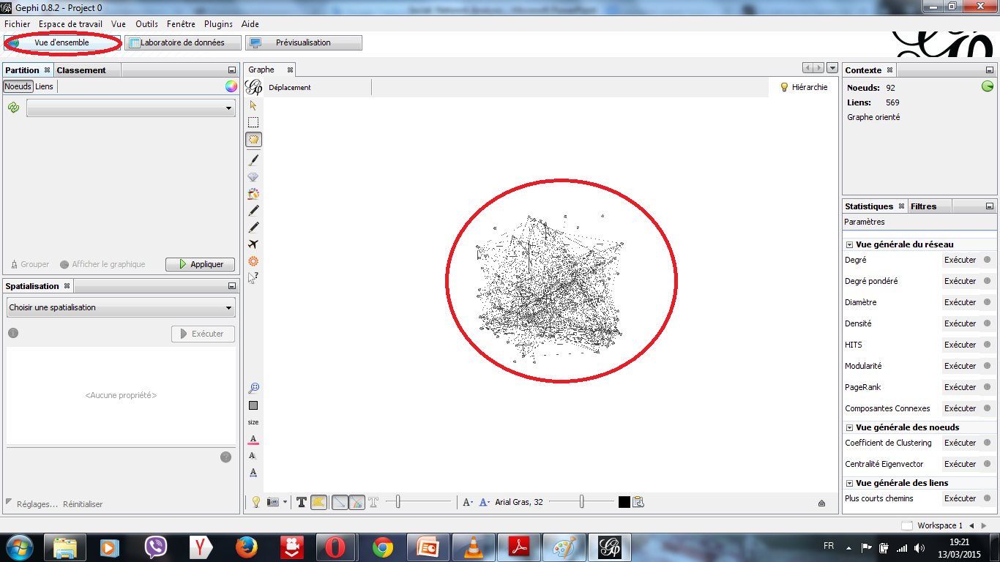 Gephi 0.8.2 - Project 0
Fichier Espace de travail Vue Outils Fenêtre Plugins Aide
Vue d'ensemble Laboratoire de données Prévisualisation
Partition Classement
Noeuds Liens
Grouper Afficher le graphique Appliquer
Spatialisation
Choisir une spatialisation
Exécuter
<Aucune propriété>
Réglages... Réinitialiser
Graphe
Déplacement
Hiérarchie
size
A
A
A
T T A A Arial Gras, 32
Contexte
Noeuds: 92
Liens: 569
Graphe orienté
Statistiques Filtres
Paramètres
Vue générale du réseau
Degré Exécuter
Degré pondéré Exécuter
Diamètre Exécuter
Densité Exécuter
HITS Exécuter
Modularité Exécuter
PageRank Exécuter
Composantes Connexes Exécuter
Vue générale des noeuds
Coefficient de Clustering Exécuter
Centralité Eigenvector Exécuter
Vue générale des liens
Plus courts chemins Exécuter
Workspace 1
FR
19:21
13/03/2015